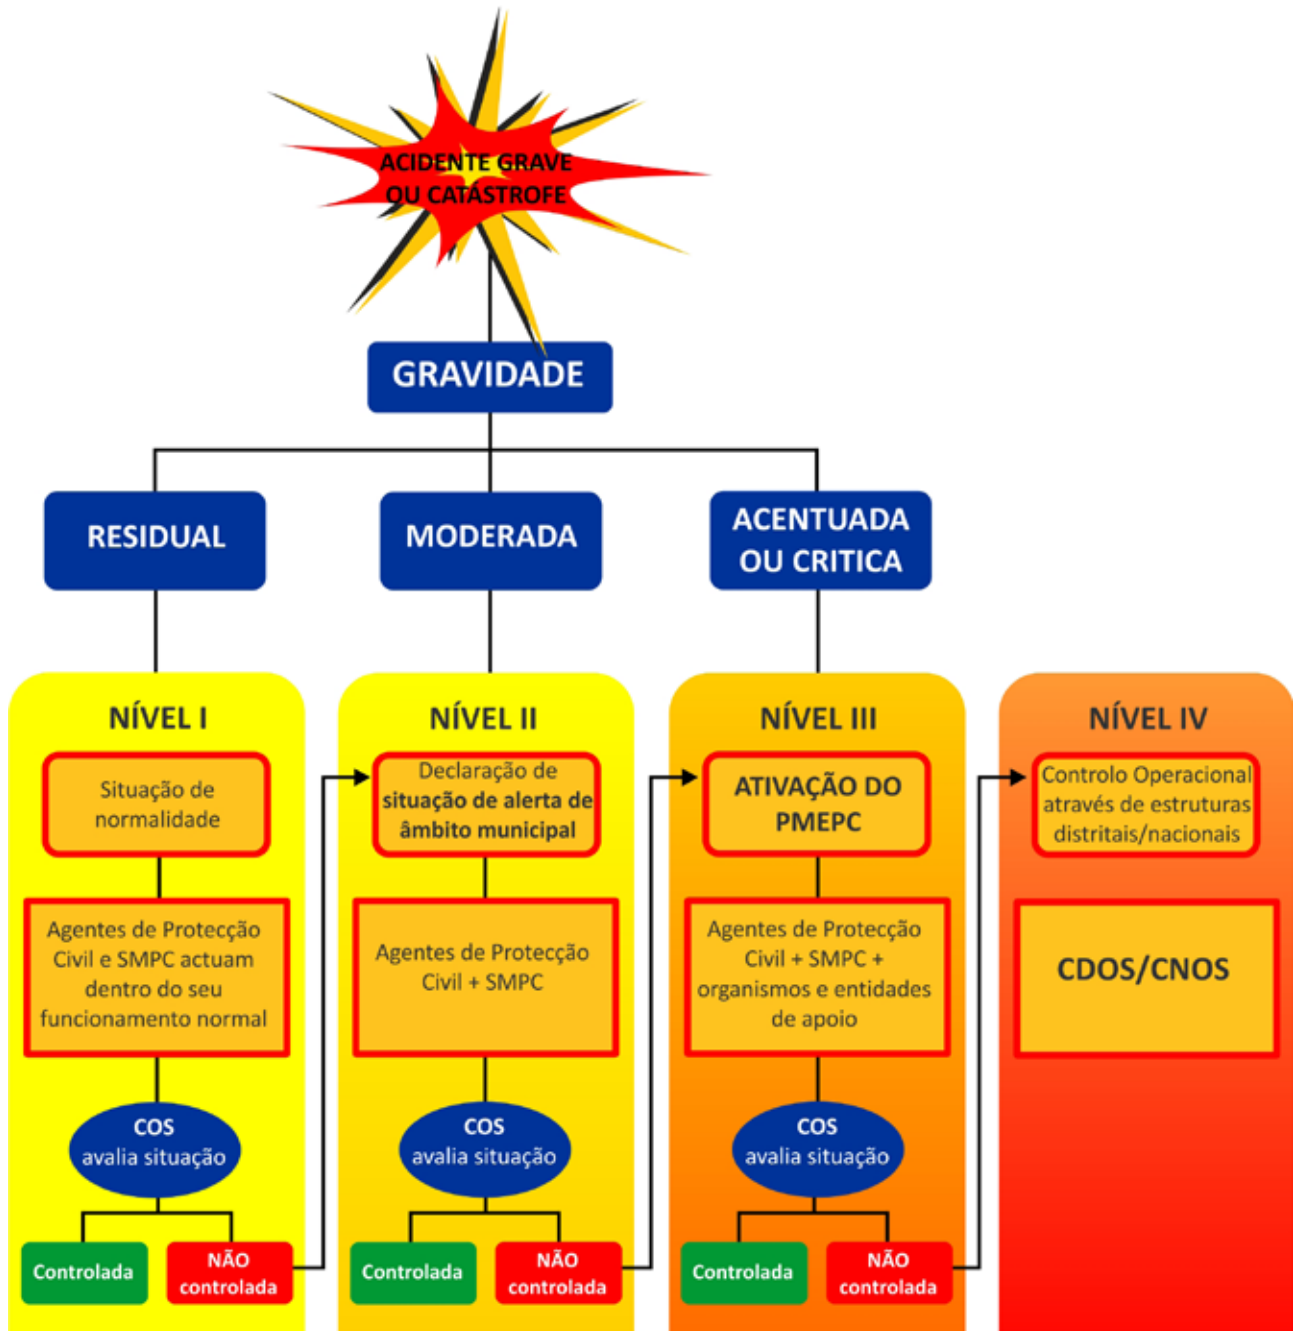 ACIDENTE GRAVE
OU CATÁSTROFE
GRAVIDADE
RESIDUAL
MODERADA
ACENTUADA
OU CRITICA
NÍVEL I
Situação de
normalidade
Agentes de Protecção
Civil e SMPC actuam
dentro do seu
funcionamento normal
COS
avalia situação
Controlada
NÃO
controlada
NÍVEL II
Declaração de
situação de alerta de
âmbito municipal
Agentes de Protecção
Civil + SMPC
COS
avalia situação
Controlada
NÃO
controlada
NÍVEL III
ATIVAÇÃO DO
PMEPC
Agentes de Protecção
Civil + SMPC +
organismos e entidades
de apoio
COS
avalia situação
Controlada
NÃO
controlada
NÍVEL IV
Controlo Operacional
através de estruturas
distritais/nacionais
CDOS/CNOS